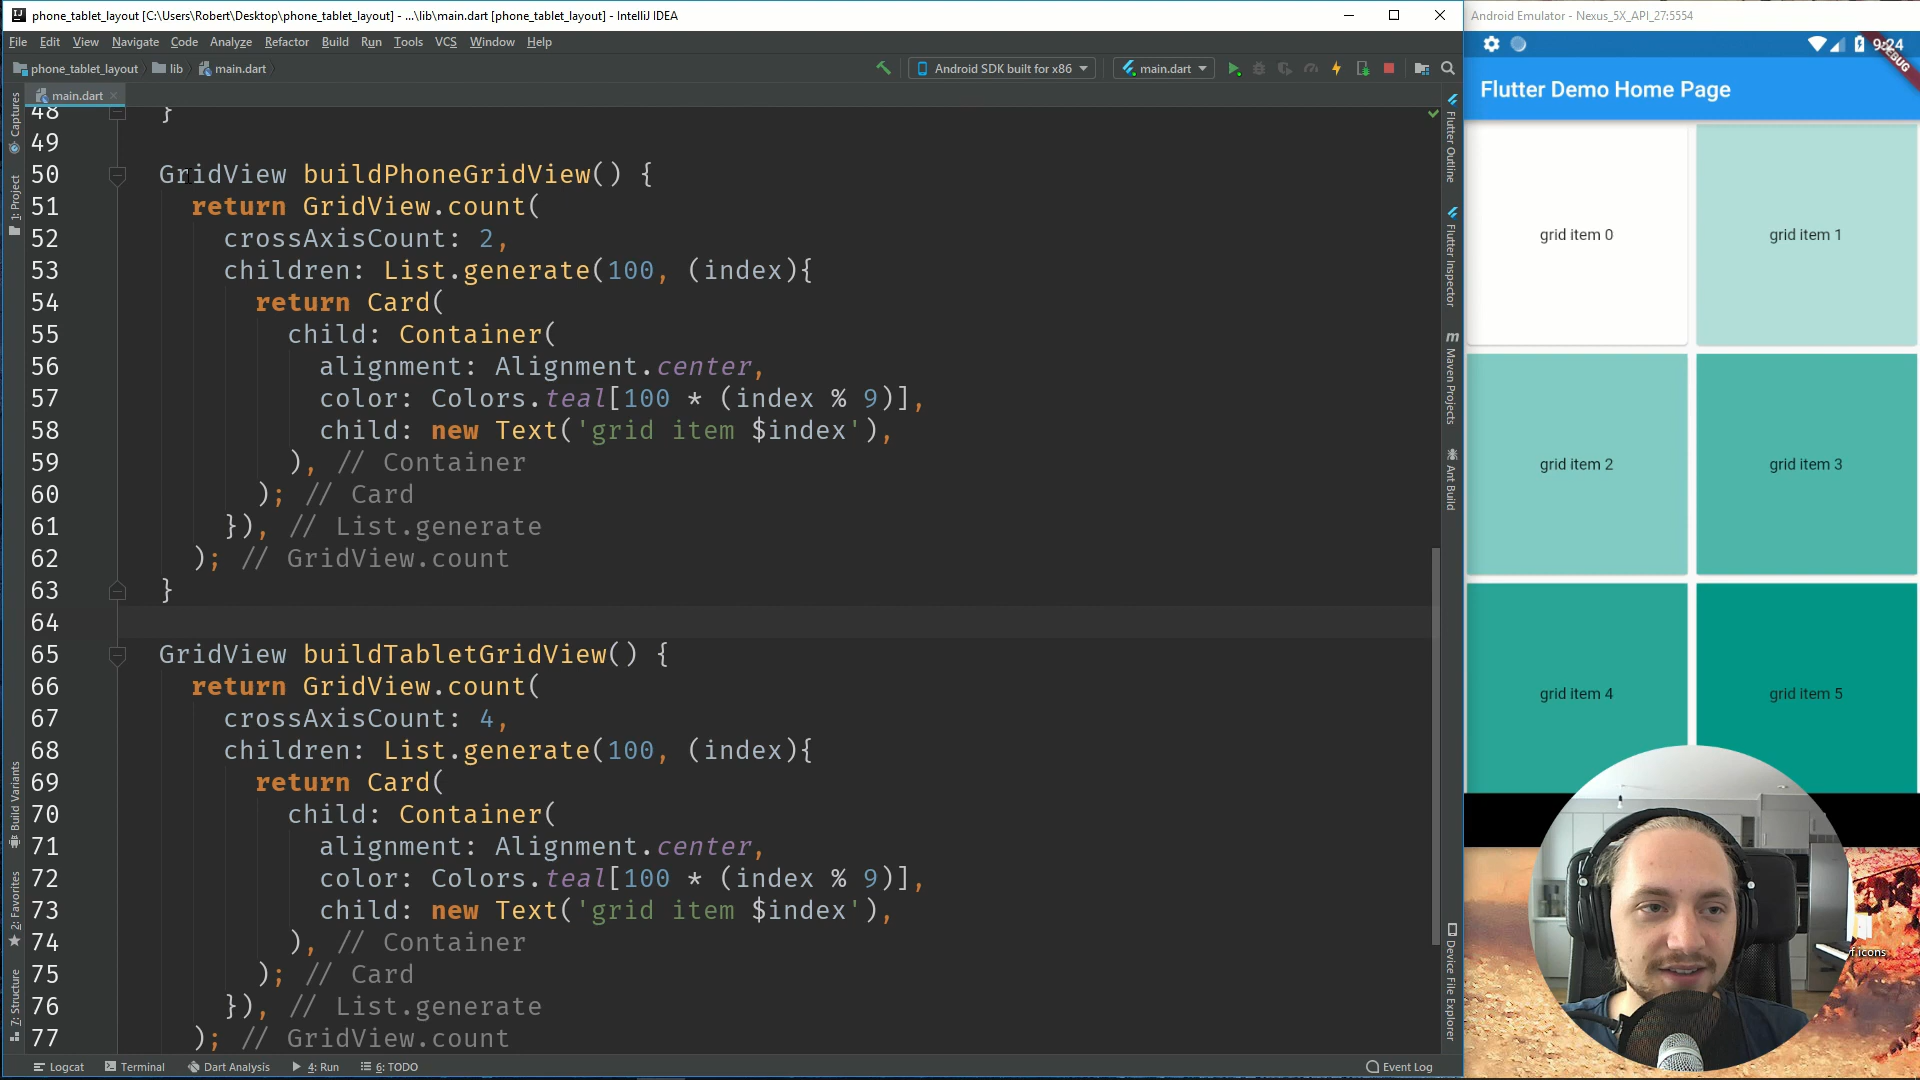 phone_tablet_layout [C:\Users\Robert\Desktop\phone_tablet_layout] - ...\lib\main.dart [phone_tablet_layout] - IntelliJ IDEA
File Edit View Navigate Code Analyze Refactor Build Run Tools VCS Window Help
phone_tablet_layout lib main.dart
Android SDK built for x86 main.dart
main.dart
48 }
49
50 GridView buildPhoneGridView() {
51 return GridView.count(
52 crossAxisCount: 2,
53 children: List.generate(100, (index){
54 return Card(
55 child: Container(
56 alignment: Alignment.center,
57 color: Colors.teal[100 * (index % 9)],
58 child: new Text('grid item $index'),
59 ), // Container
60 ); // Card
61 }), // List.generate
62 ); // GridView.count
63 }
64
65 GridView buildTabletGridView() {
66 return GridView.count(
67 crossAxisCount: 4,
68 children: List.generate(100, (index){
69 return Card(
70 child: Container(
71 alignment: Alignment.center,
72 color: Colors.teal[100 * (index % 9)],
73 child: new Text('grid item $index'),
74 ), // Container
75 ); // Card
76 }), // List.generate
77 ); // GridView.count
Captures
1: Project
Build Variants
2: Favorites
7: Structure
Flutter Outline
Flutter Inspector
Maven Projects
Ant Build
Device File Explorer
Logcat Terminal Dart Analysis 4: Run 6: TODO Event Log
Android Emulator - Nexus_5X_API_27:5554
9:24
DEBUG
Flutter Demo Home Page
grid item 0 grid item 1
grid item 2 grid item 3
grid item 4 grid item 5
icons